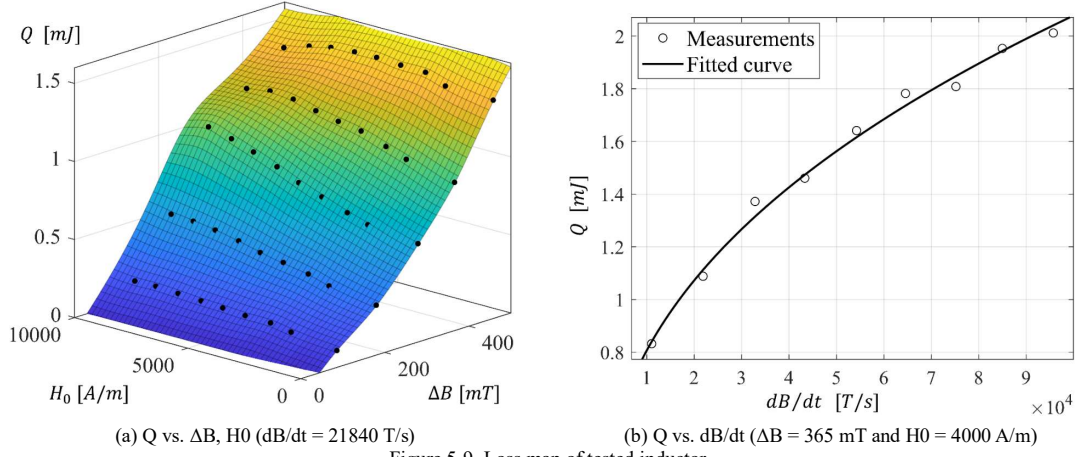 Q [mJ]
1.5
1
0.5
0
10000
5000
0
0
200
400
H₀ [A/m]
ΔB [mT]
(a) Q vs. ΔB, H0 (dB/dt = 21840 T/s)
Measurements
Fitted curve
2
1.8
1.6
1.4
1.2
1
0.8
Q [mJ]
1 2 3 4 5 6 7 8 9
dB/dt [T/s]
×10⁴
(b) Q vs. dB/dt (ΔB = 365 mT and H0 = 4000 A/m)
Figure 5-9. Loss map of tested inductor